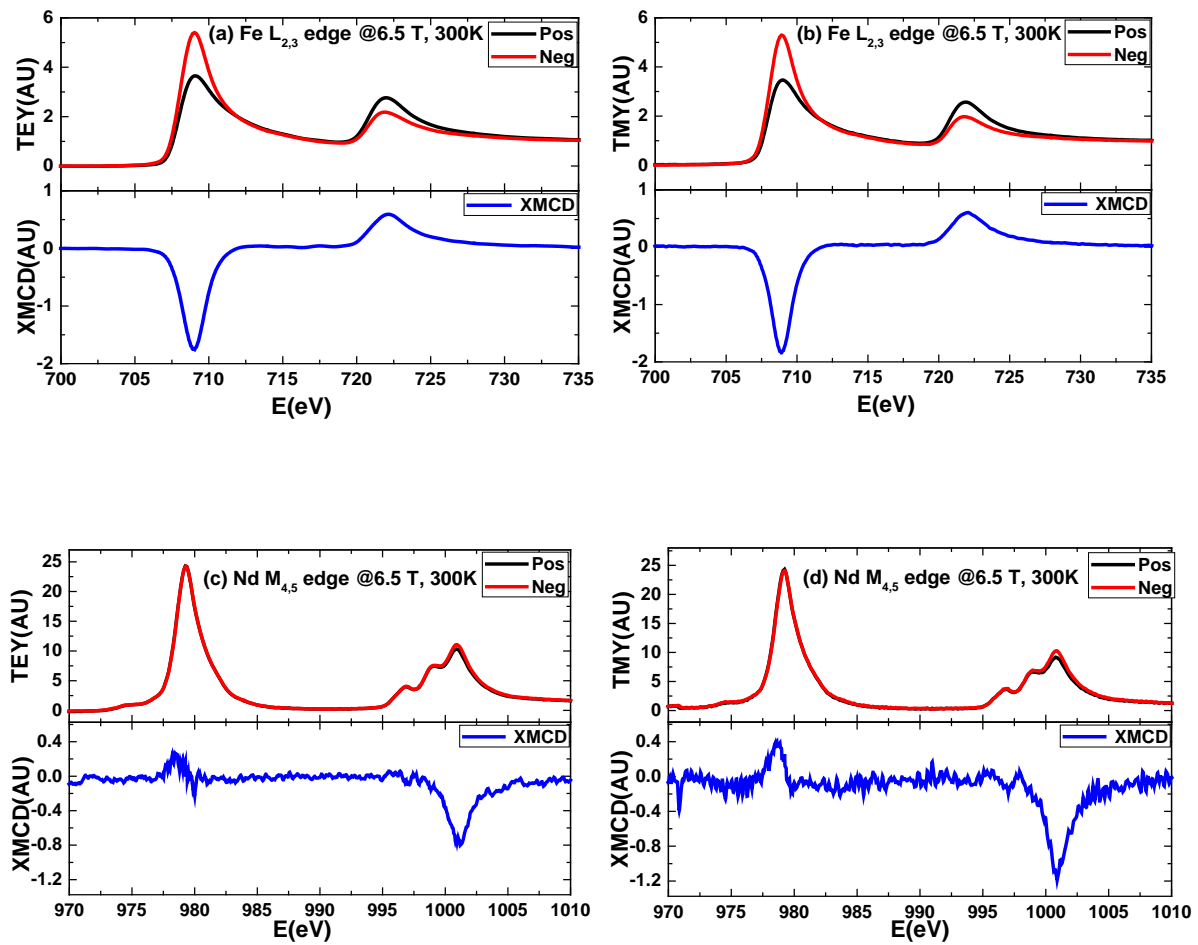 (a) Fe L2,3 edge @6.5 T, 300K
Pos
Neg
TEY(AU)
6
4
2
0
XMCD
XMCD(AU)
1
0
-1
-2
700 705 710 715 720 725 730 735
E(eV)
(b) Fe L2,3 edge @6.5 T, 300K
Pos
Neg
TMY(AU)
6
4
2
0
XMCD
XMCD(AU)
1
0
-1
-2
700 705 710 715 720 725 730 735
E(eV)
(c) Nd M4,5 edge @6.5 T, 300K
Pos
Neg
TEY(AU)
25
20
15
10
5
0
XMCD
XMCD(AU)
0.4
0.0
-0.4
-0.8
-1.2
970 975 980 985 990 995 1000 1005 1010
E(eV)
(d) Nd M4,5 edge @6.5 T, 300K
Pos
Neg
TMY(AU)
25
20
15
10
5
0
XMCD
XMCD(AU)
0.4
0.0
-0.4
-0.8
-1.2
970 975 980 985 990 995 1000 1005 1010
E(eV)